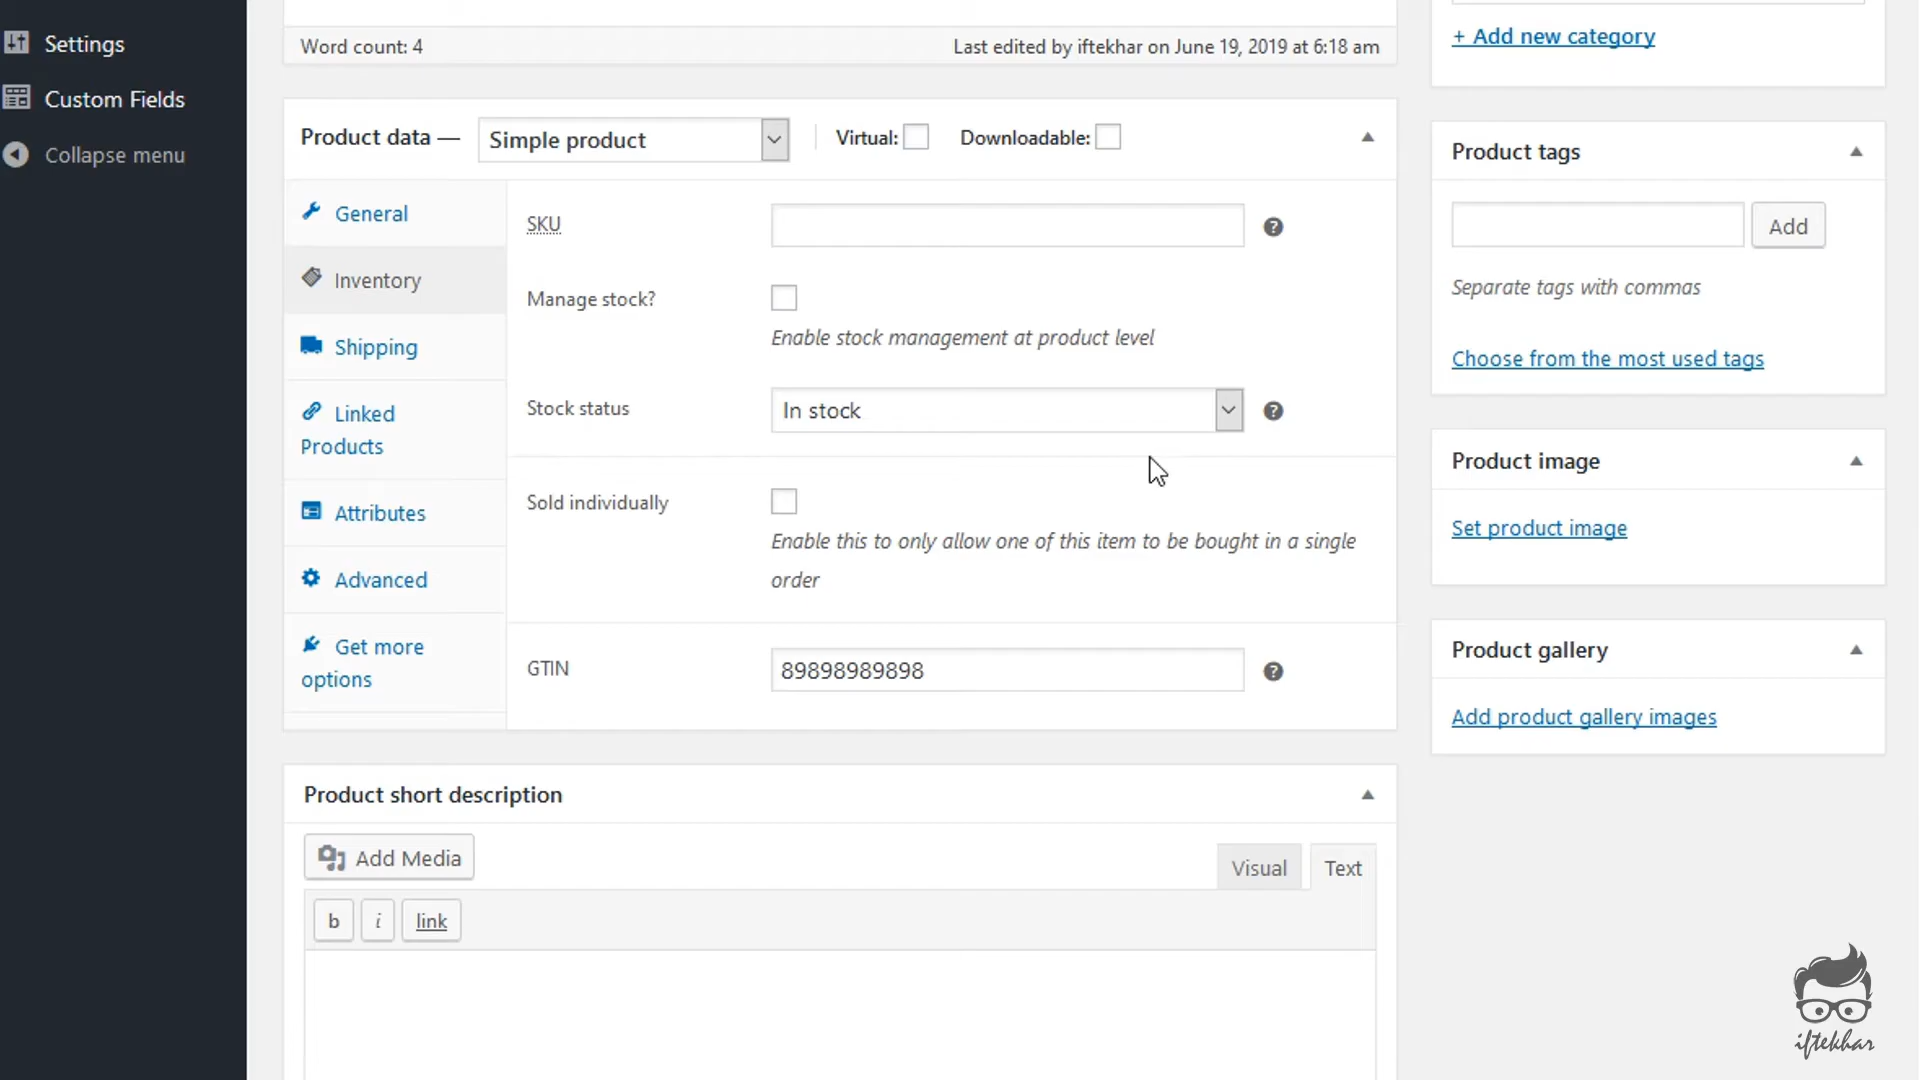 Settings
Custom Fields
Collapse menu
Word count: 4
Last edited by iftekhar on June 19, 2019 at 6:18 am
Product data —
Simple product
Virtual:
Downloadable:
General
Inventory
Shipping
Linked
Products
Attributes
Advanced
Get more
options
SKU
Manage stock?
Enable stock management at product level
Stock status
In stock
Sold individually
Enable this to only allow one of this item to be bought in a single
order
GTIN
89898989898
Product short description
Add Media
Visual
Text
b
i
link
+ Add new category
Product tags
Add
Separate tags with commas
Choose from the most used tags
Product image
Set product image
Product gallery
Add product gallery images
iftekhar